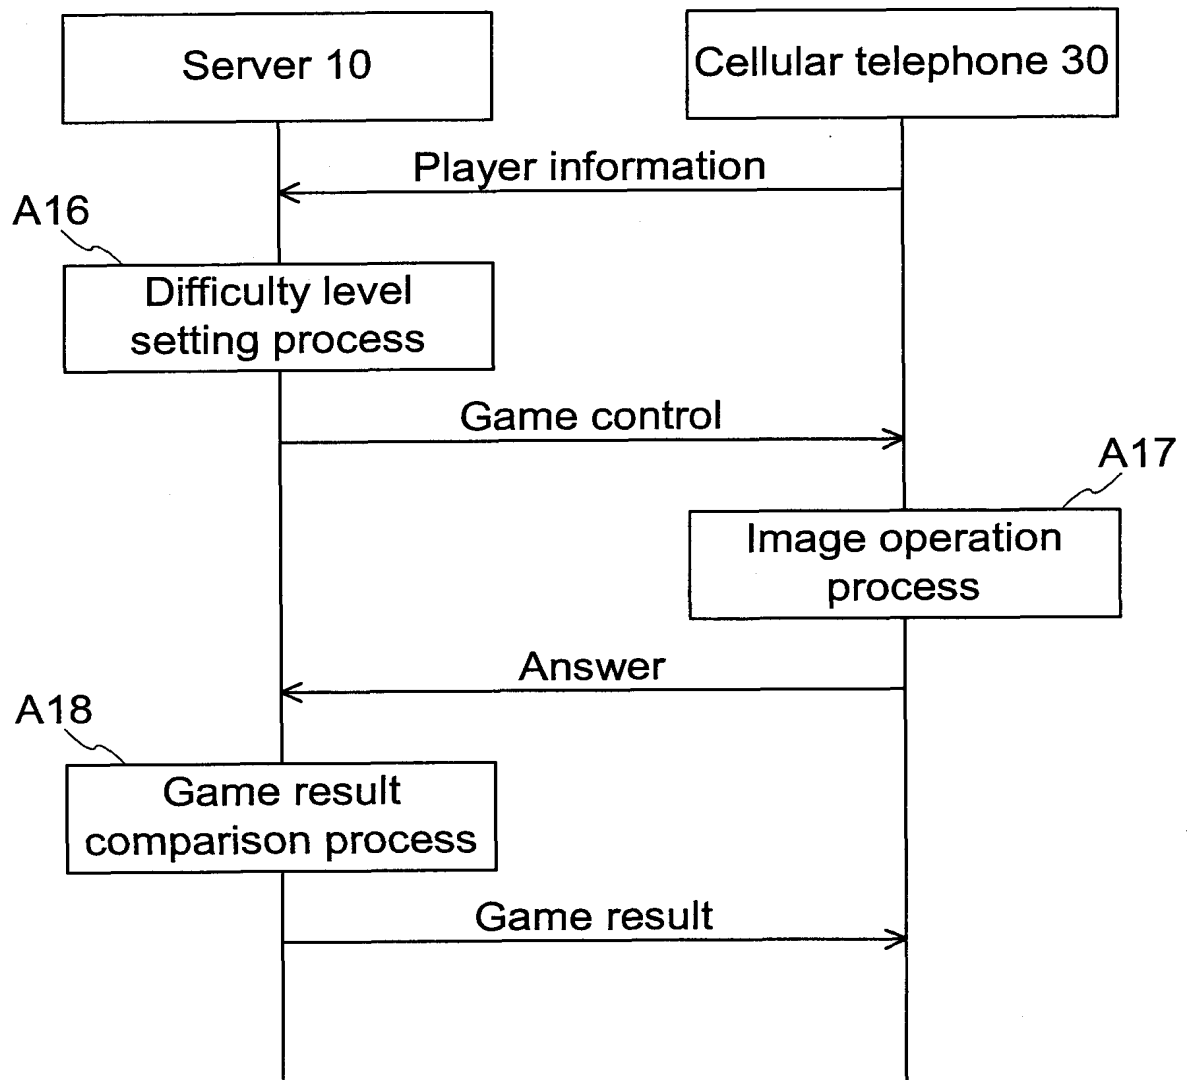 Server 10
Cellular telephone 30
Player information
A16
Difficulty level
setting process
Game control
A17
Image operation
process
Answer
A18
Game result
comparison process
Game result